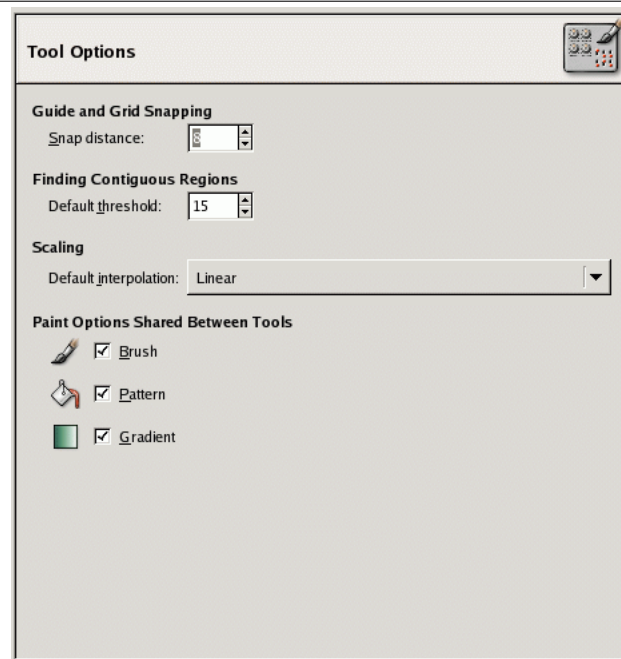 Tool Options
Guide and Grid Snapping
Snap distance: 8
Finding Contiguous Regions
Default threshold: 15
Scaling
Default interpolation: Linear
Paint Options Shared Between Tools
Brush
Pattern
Gradient